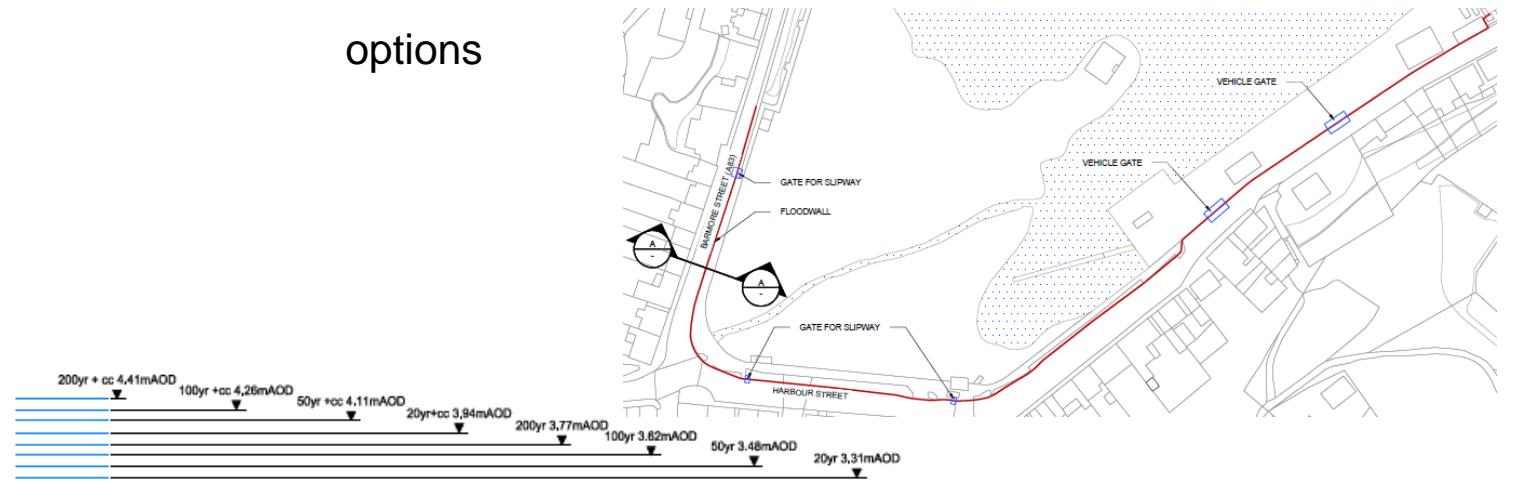 options
VEHICLE GATE
VEHICLE GATE
GATE FOR SLIPWAY
FLOODWALL
BARMORE STREET (A83)
A
-
A
-
GATE FOR SLIPWAY
HARBOUR STREET
200yr + cc 4.41mAOD
100yr +cc 4,26mAOD
50yr +cc 4.11mAOD
20yr+cc 3,94mAOD
200yr 3.77mAOD
100yr 3.62mAOD
50yr 3.48mAOD
20yr 3,31mAOD